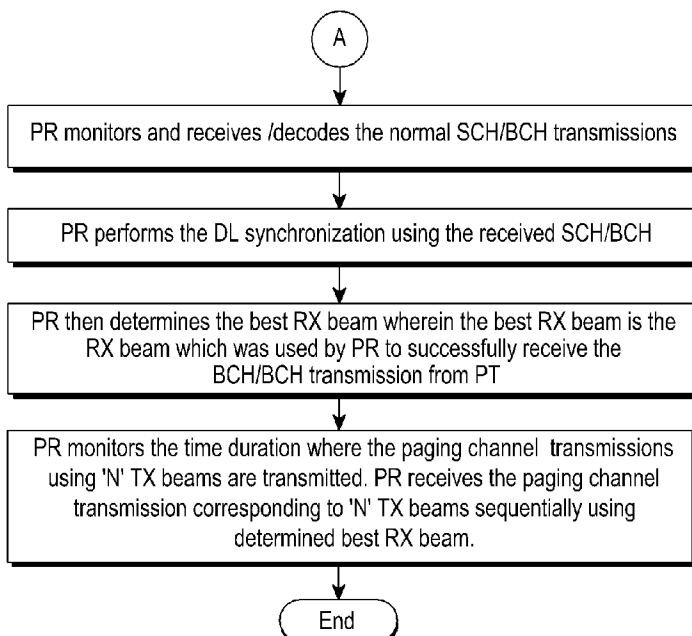 A
PR monitors and receives /decodes the normal SCH/BCH transmissions
PR performs the DL synchronization using the received SCH/BCH
PR then determines the best RX beam wherein the best RX beam is the
RX beam which was used by PR to successfully receive the
BCH/BCH transmission from PT
PR monitors the time duration where the paging channel transmissions
using 'N' TX beams are transmitted. PR receives the paging channel
transmission corresponding to 'N' TX beams sequentially using
determined best RX beam.
End